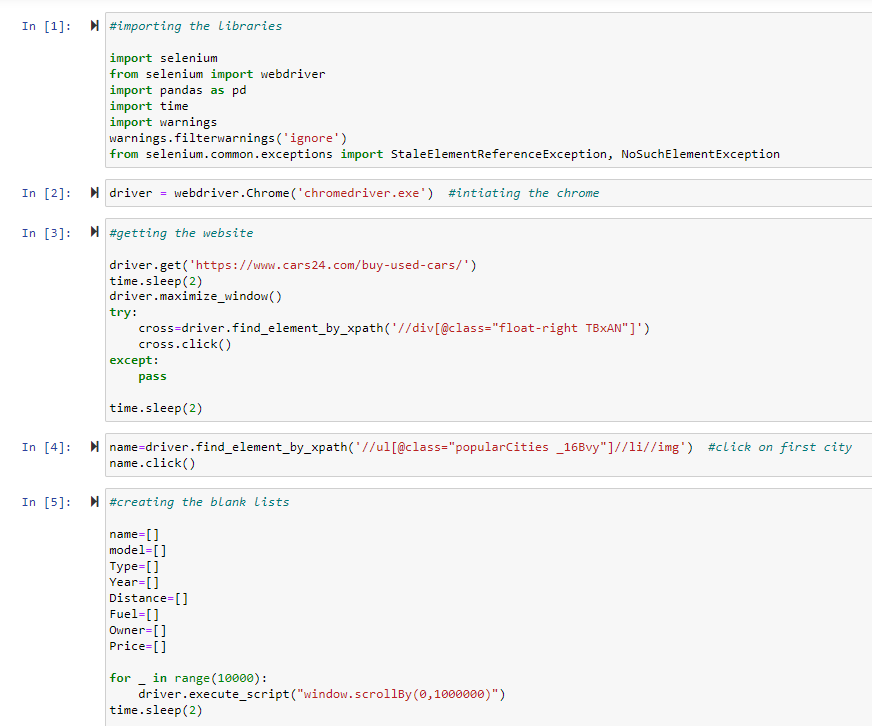 In [1]: #importing the libraries
import selenium
from selenium import webdriver
import pandas as pd
import time
import warnings
warnings.filterwarnings('ignore')
from selenium.common.exceptions import StaleElementReferenceException, NoSuchElementException
In [2]: driver = webdriver.Chrome('chromedriver.exe')  #intiating the chrome
In [3]: #getting the website
driver.get('https://www.cars24.com/buy-used-cars/')
time.sleep(2)
driver.maximize_window()
try:
    cross=driver.find_element_by_xpath('//div[@class="float-right TBxAN"]')
    cross.click()
except:
    pass
time.sleep(2)
In [4]: name=driver.find_element_by_xpath('//ul[@class="popularCities _16Bvy"]//li//img')  #click on first city
name.click()
In [5]: #creating the blank lists
name=[]
model=[]
Type=[]
Year=[]
Distance=[]
Fuel=[]
Owner=[]
Price=[]
for _ in range(10000):
    driver.execute_script("window.scrollBy(0,1000000)")
time.sleep(2)